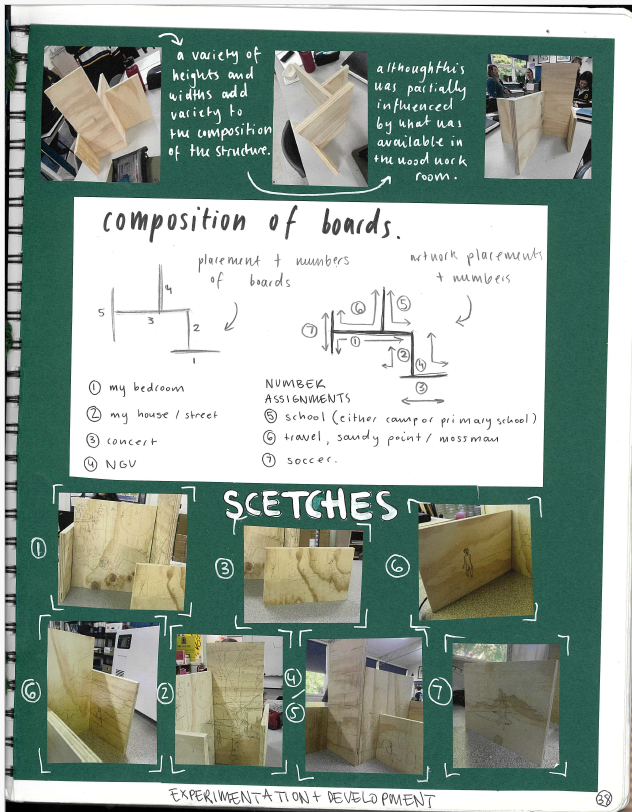 a variety of
heights and
widths add
variety to
the composition
of the structure.
althoughthis
was partially
influenced
by what was
available in
the wood work
room.
composition of boards.
placement + numbers
of boards
network placements
+ numbers
5
4
3
2
1
7
6
5
1
2
4
3
1 my bedroom
2 my house / street
3 concert
4 NGV
NUMBER
ASSIGNMENTS
5 school (either camp or primary school)
6 travel, sandy point / mossman
7 soccer.
SCETCHES
1
3
6
6
2
4/5
7
EXPERIMENTATION + DEVELOPMENT
38